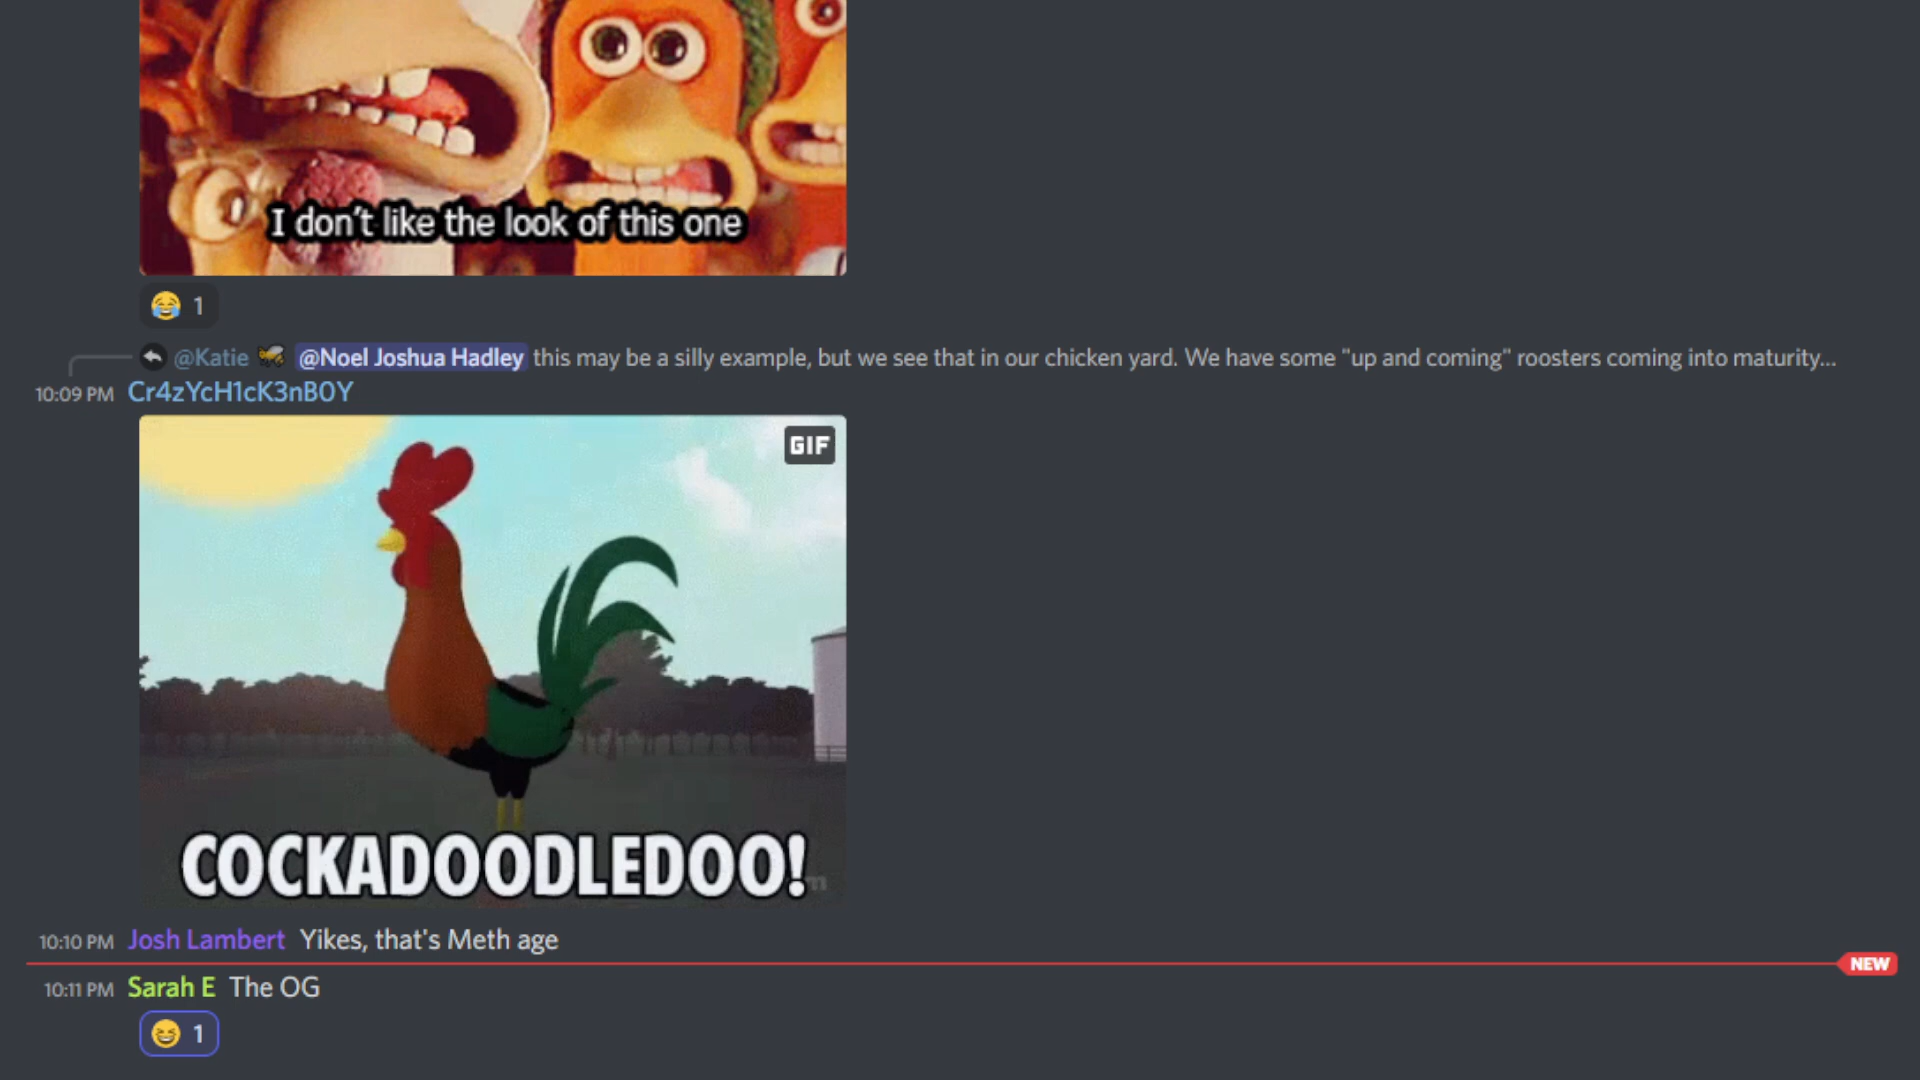 I don't like the look of this one
1
@Katie @Noel Joshua Hadley this may be a silly example, but we see that in our chicken yard. We have some "up and coming" roosters coming into maturity...
10:09 PM Cr4zYcH1cK3nB0Y
GIF
COCKADOODLEDOO!
10:10 PM Josh Lambert Yikes, that's Meth age
NEW
10:11 PM Sarah E The OG
1